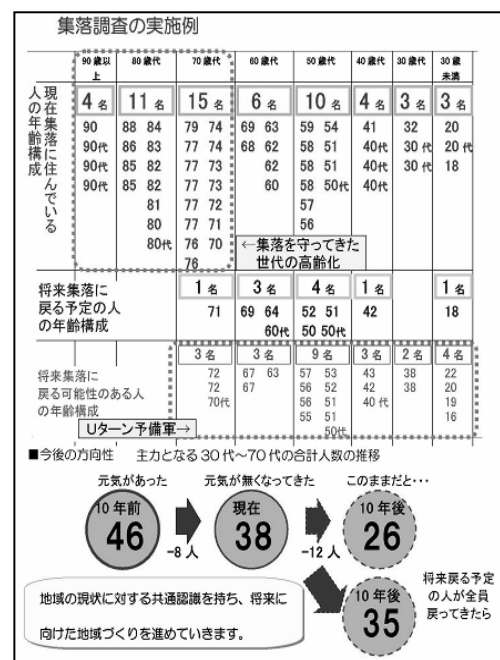 集落調査の実施例
90歳以上 80歳代 70歳代 60歳代 50歳代 40歳代 30歳代 30歳未満
現在集落に住んでいる人の年齢構成
4名 11名 15名 6名 10名 4名 3名 3名
90 88 84 79 74 69 63 59 54 41 32 20
90代 86 83 77 74 68 62 58 51 40代 30代 20代
90代 85 82 77 73 62 58 51 40代 30代 18
90代 85 82 77 73 60 58 50代 40代
81 77 72 57
80 77 71 56
80代 76 70
76
←集落を守ってきた
世代の高齢化
将来集落に
戻る予定の人
の年齢構成
1名 3名 4名 1名 1名
71 69 64 52 51 42 18
60代 50 50代
将来集落に
戻る可能性のある人
の年齢構成
3名 3名 9名 3名 2名 4名
72 67 63 57 53 43 38 22
72 67 56 52 42 38 20
70代 56 51 40代 19
55 51 16
50代
Uターン予備軍→
■今後の方向性 主力となる30代~70代の合計人数の推移
元気があった 元気が無くなってきた このままだと・・・
10年前 現在 10年後
46 38 26
-8人 -12人
将来戻る予定
の人が全員
戻ってきたら
10年後
35
地域の現状に対する共通認識を持ち、将来に
向けた地域づくりを進めていきます。